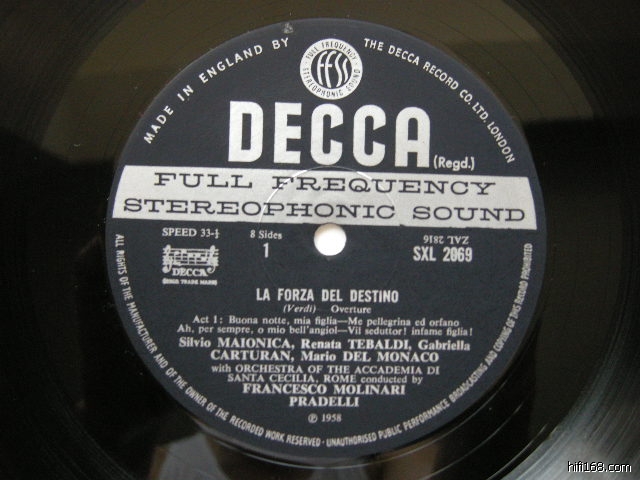 MADE IN ENGLAND BY
THE DECCA RECORD CO. LTD. LONDON
FULL FREQUENCY
FFSS
STEREOPHONIC SOUND
DECCA
(Regd.)
FULL FREQUENCY
STEREOPHONIC SOUND
SPEED 33-⅓
8 Sides
1
ZAL 2816
SXL 2069
DECCA
REGD. TRADE MARKS
LA FORZA DEL DESTINO
(Verdi) Overture
Act 1: Buona notte, mia figlia—Me pellegrina ed orfano
Ah, per sempre, o mio bell'angiol—Vil seduttor! infame figlia!
Silvio MAIONICA, Renata TEBALDI, Gabriella
CARTURAN, Mario DEL MONACO
with ORCHESTRA OF THE ACCADEMIA DI
SANTA CECILIA, ROME conducted by
FRANCESCO MOLINARI
PRADELLI
℗ 1958
ALL RIGHTS OF THE MANUFACTURER AND OF THE OWNER OF THE RECORDED WORK RESERVED · UNAUTHORISED PUBLIC PERFORMANCE BROADCASTING AND COPYING OF THIS RECORD PROHIBITED
hifi168.com